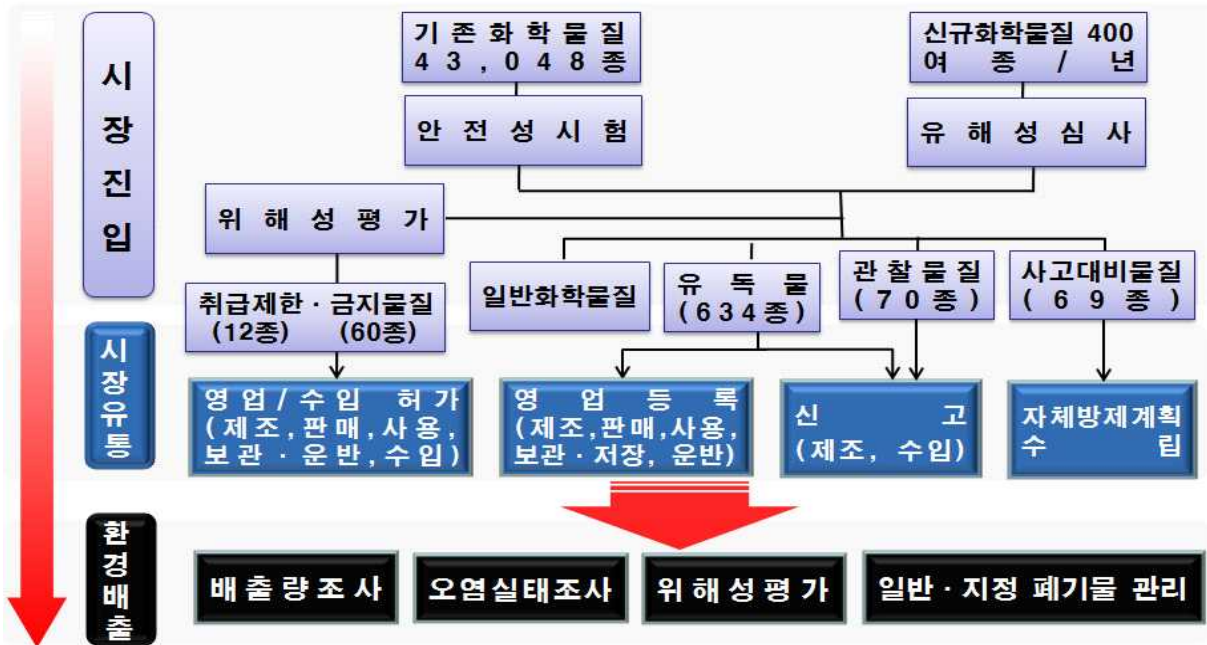 시장진입
기존화학물질
43,048종
신규화학물질 400
여 종 / 년
안전성시험
유해성심사
위해성평가
취급제한·금지물질
(12종) (60종)
일반화학물질
유독물
(634종)
관찰물질
(70종)
사고대비물질
(69종)
시장유통
영업/수입 허가
(제조,판매,사용,
보관·운반,수입)
영업등록
(제조,판매,사용,
보관·저장, 운반)
신고
(제조, 수입)
자체방제계획
수립
환경배출
배출량조사
오염실태조사
위해성평가
일반·지정 폐기물 관리